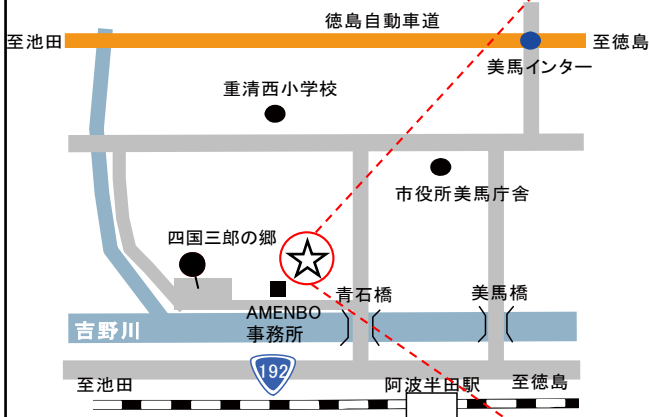 徳島自動車道
至池田
至徳島
美馬インター
重清西小学校
市役所美馬庁舎
四国三郎の郷
青石橋
美馬橋
AMENBO
事務所
吉野川
192
至池田
阿波半田駅
至徳島